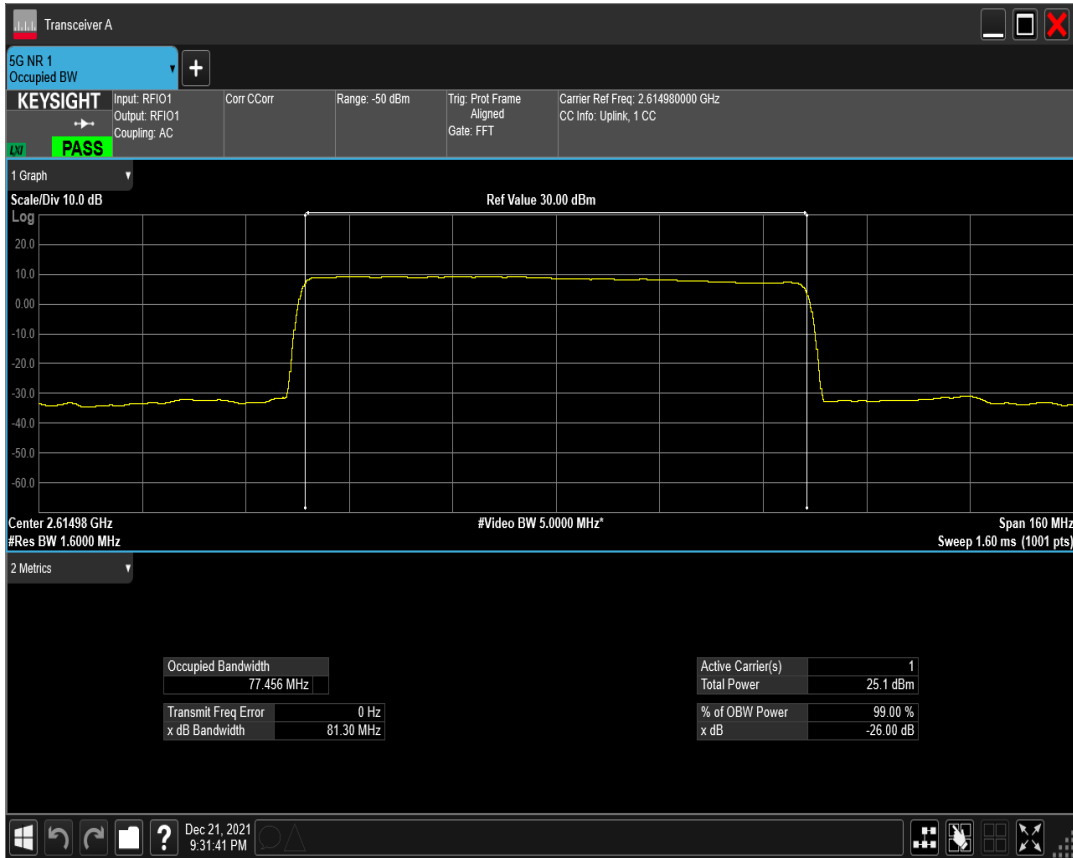 Transceiver A
5G NR 1
Occupied BW
KEYSIGHT
LXI
PASS
Input: RFIO1
Output: RFIO1
Coupling: AC
Corr CCorr
Range: -50 dBm
Trig: Prot Frame
Aligned
Gate: FFT
Carrier Ref Freq: 2.614980000 GHz
CC Info: Uplink, 1 CC
1 Graph
Scale/Div 10.0 dB
Ref Value 30.00 dBm
Log
20.0
10.0
0.00
-10.0
-20.0
-30.0
-40.0
-50.0
-60.0
Center 2.61498 GHz
#Video BW 5.0000 MHz*
Span 160 MHz
#Res BW 1.6000 MHz
Sweep 1.60 ms (1001 pts)
2 Metrics
Occupied Bandwidth
77.456 MHz
Transmit Freq Error 0 Hz
x dB Bandwidth 81.30 MHz
Active Carrier(s) 1
Total Power 25.1 dBm
% of OBW Power 99.00 %
x dB -26.00 dB
?
Dec 21, 2021
9:31:41 PM